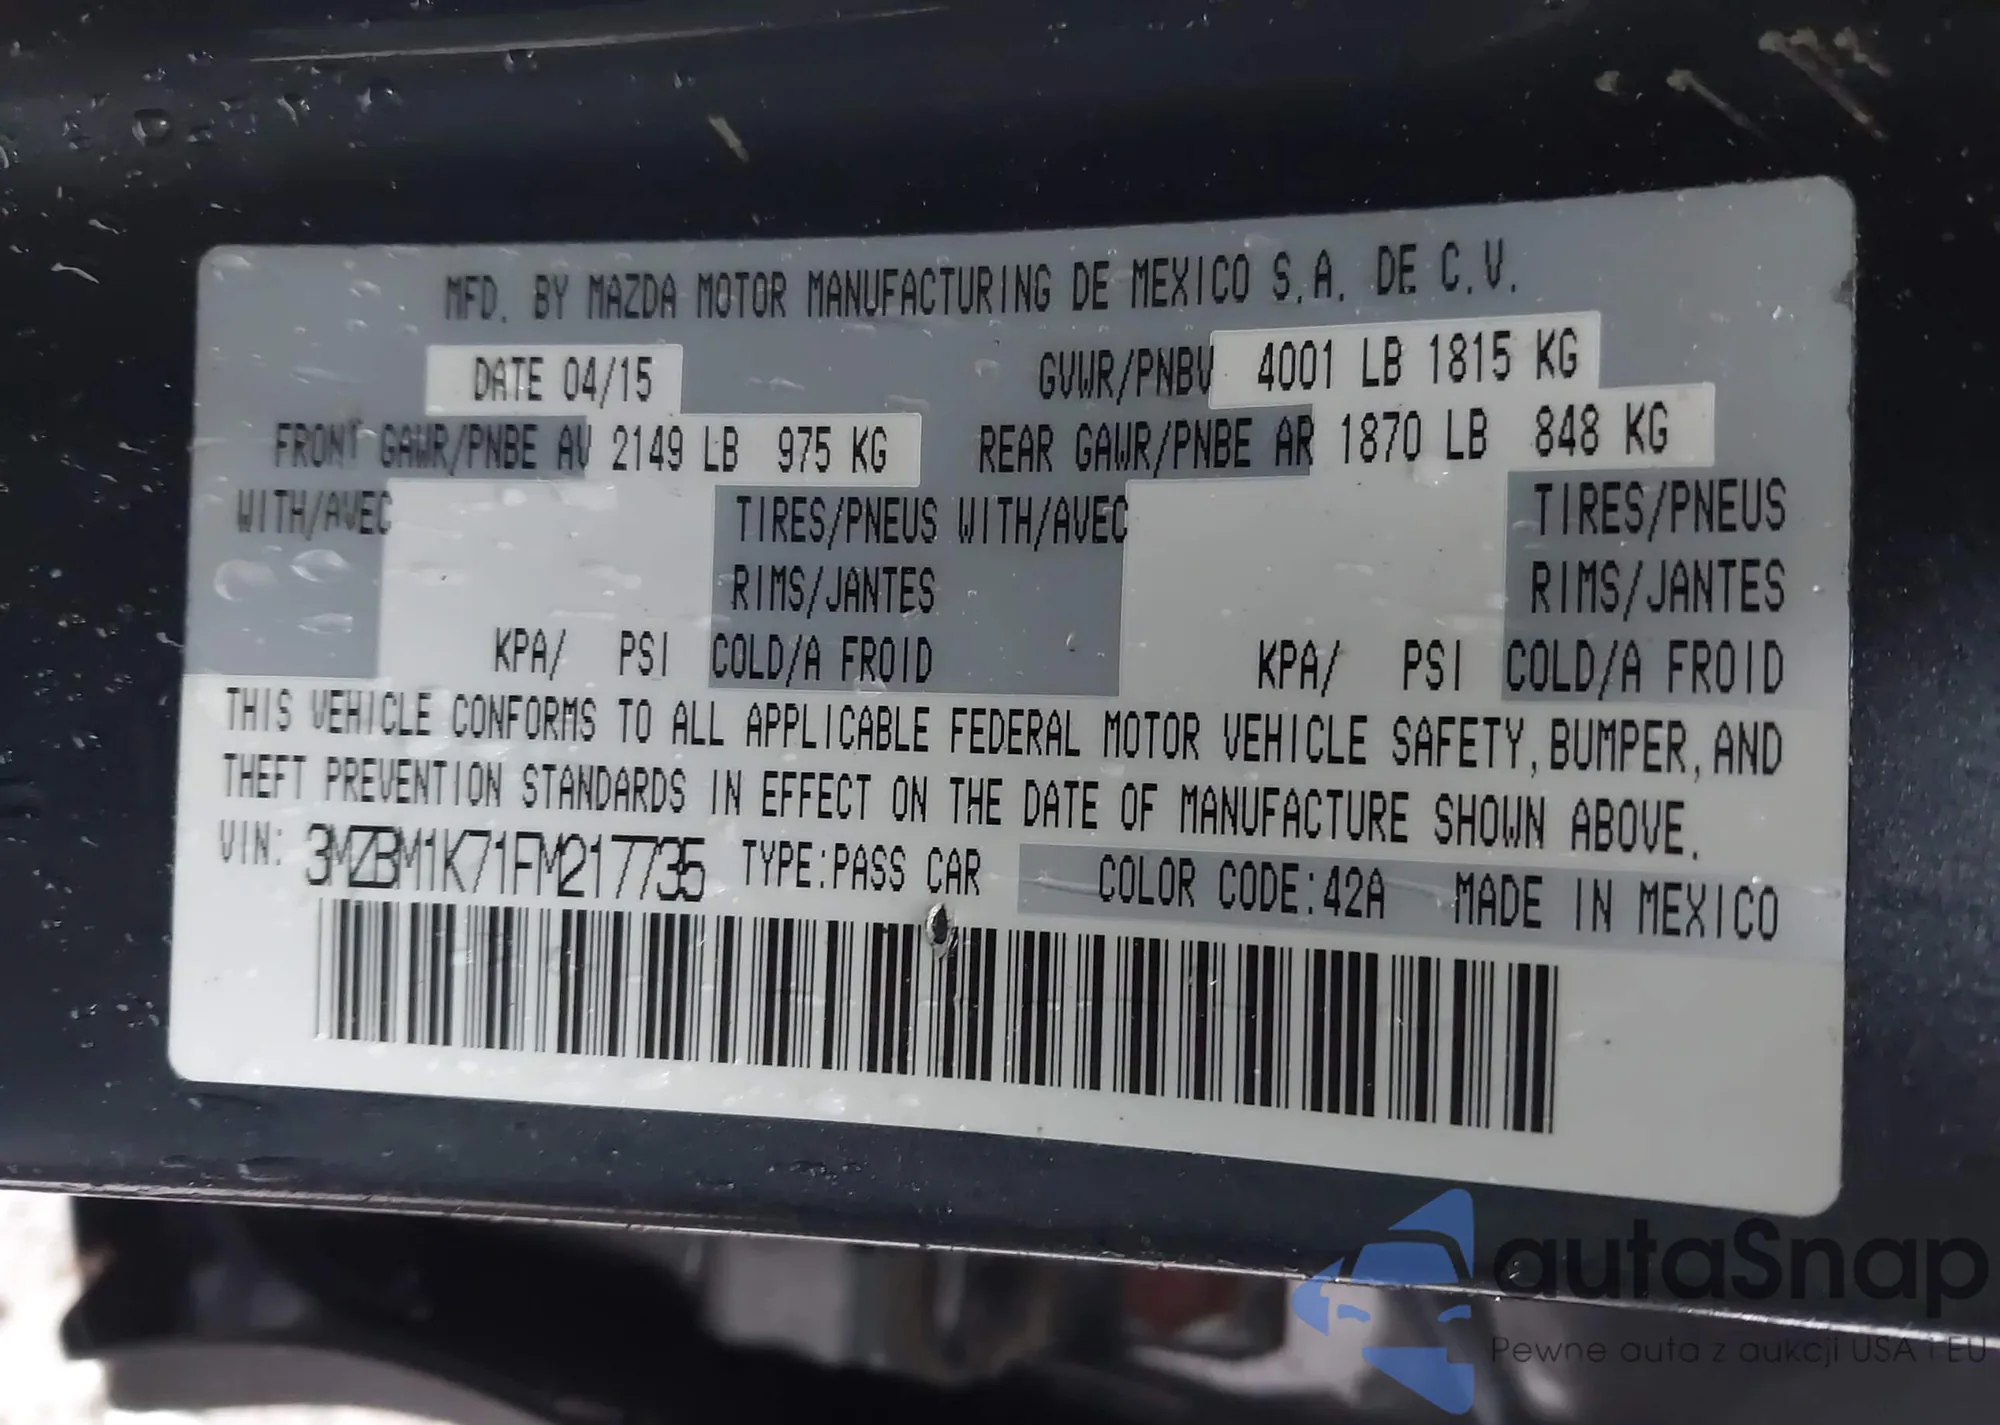 MFD. BY MAZDA MOTOR MANUFACTURING DE MEXICO S.A. DE C.V.
DATE 04/15 GVWR/PNBV 4001 LB 1815 KG
FRONT GAWR/PNBE AV 2149 LB 975 KG REAR GAWR/PNBE AR 1870 LB 848 KG
WITH/AVEC TIRES/PNEUS WITH/AVEC TIRES/PNEUS
RIMS/JANTES RIMS/JANTES
KPA/ PSI COLD/A FROID KPA/ PSI COLD/A FROID
THIS VEHICLE CONFORMS TO ALL APPLICABLE FEDERAL MOTOR VEHICLE SAFETY, BUMPER, AND
THEFT PREVENTION STANDARDS IN EFFECT ON THE DATE OF MANUFACTURE SHOWN ABOVE.
VIN: 3MZBM1K71FM217735 TYPE:PASS CAR COLOR CODE:42A MADE IN MEXICO
autaSnap
Pewne auta z aukcji USA i EU